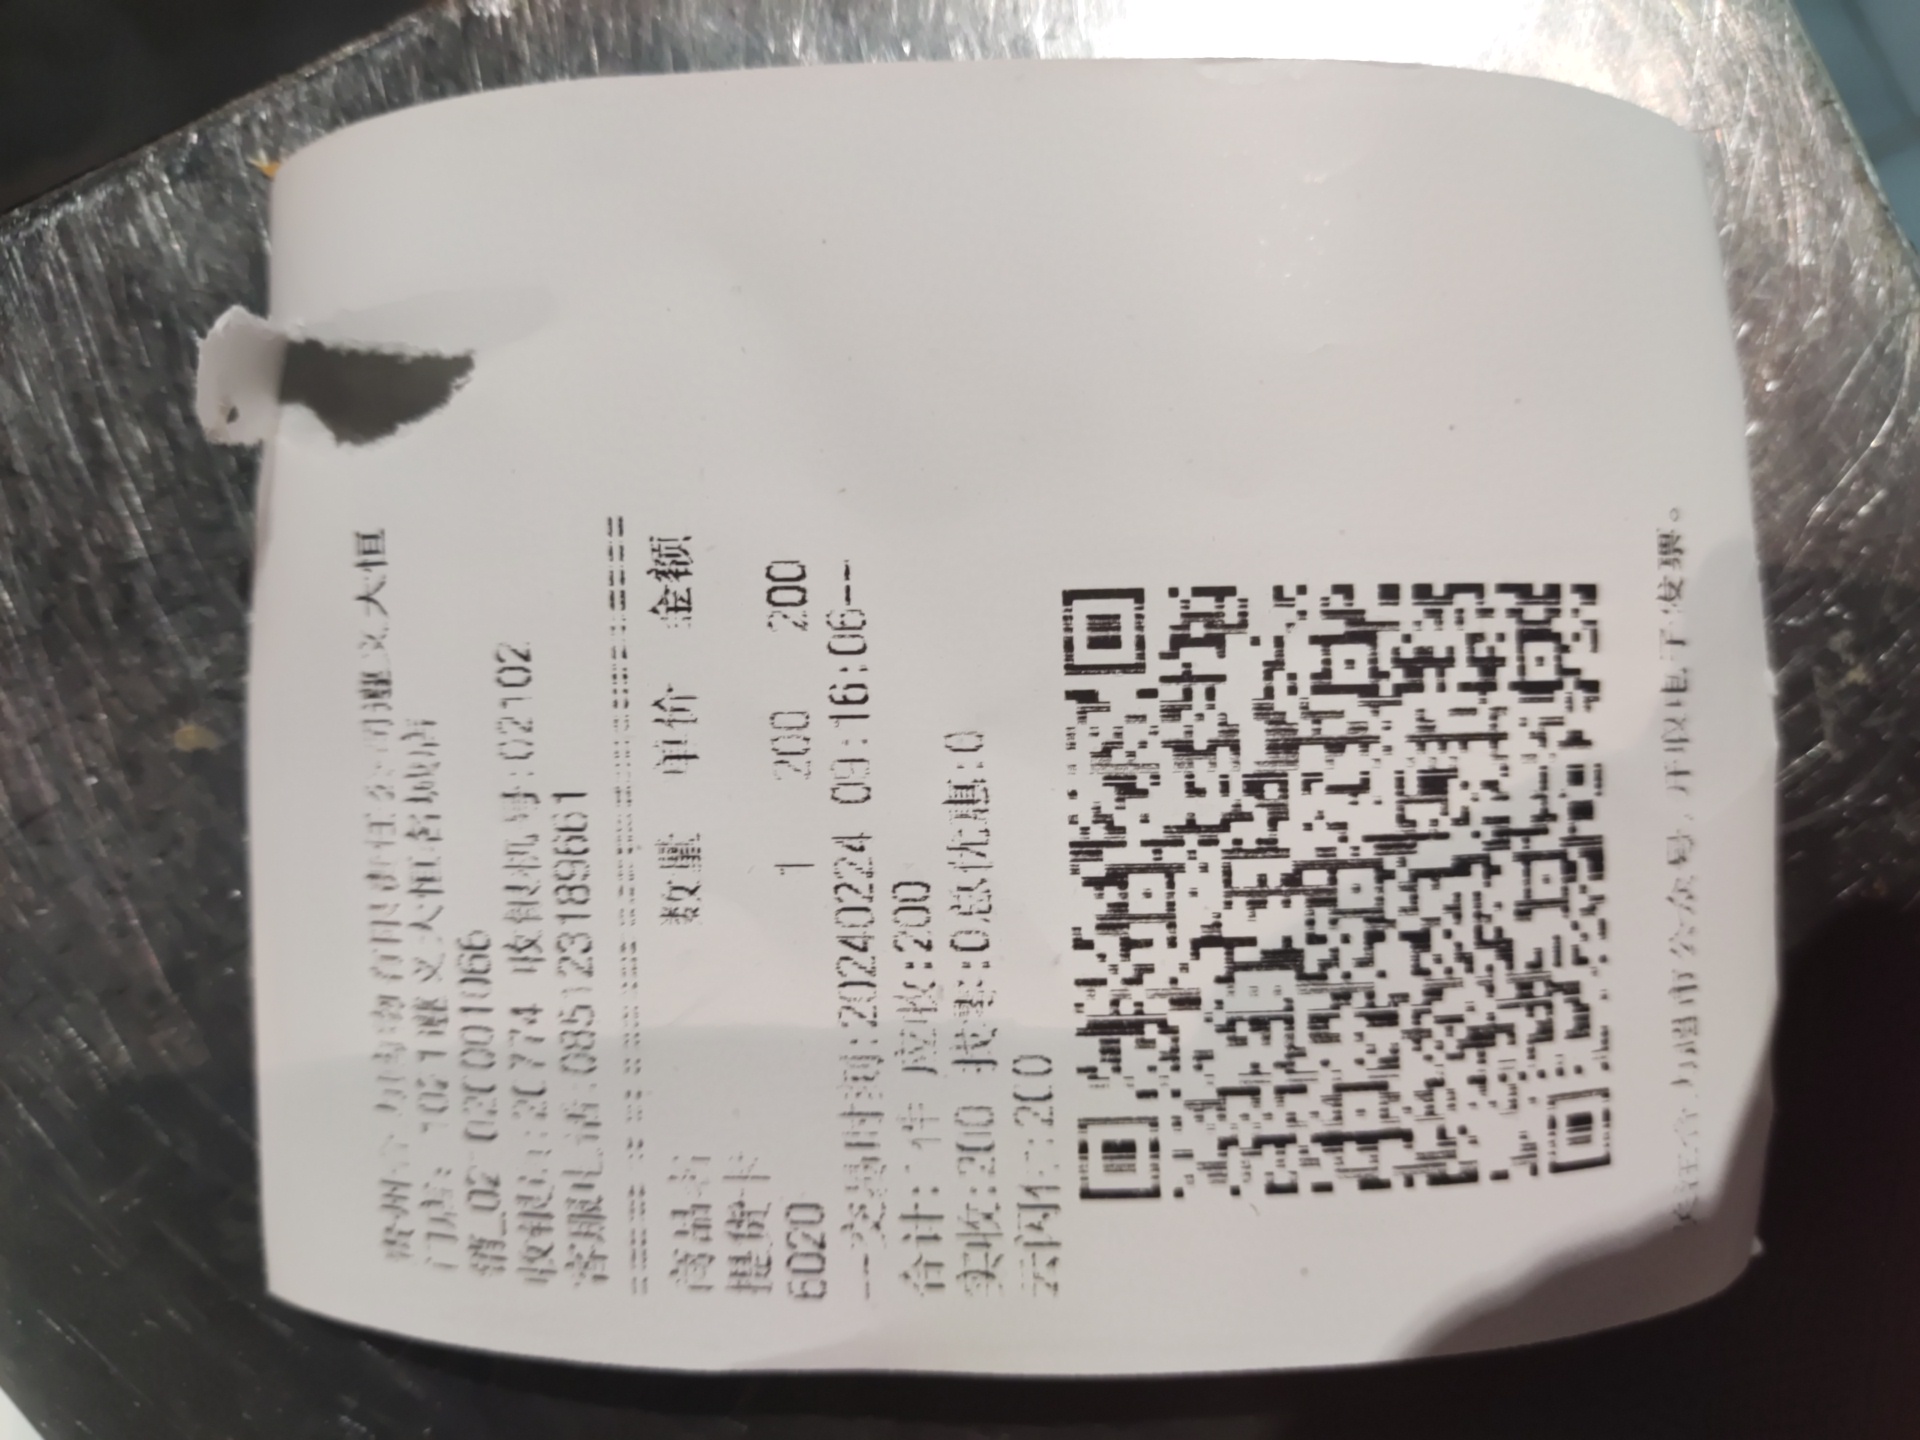 贵州合力购物有限责任公司遵义大恒
门店: 1021遵义大恒名城店
销_02 0200001066
收银员:20774 收银机号:02102
客服电话:085123189661
商品名 数量 单价 金额
提货卡
6020 1 200 200
--交易时间:20240224 09:16:06--
合计:1件 应收:200
实收:200 找零:0总优惠:0
云闪付:200
关注合力超市公众号,开取电子发票。